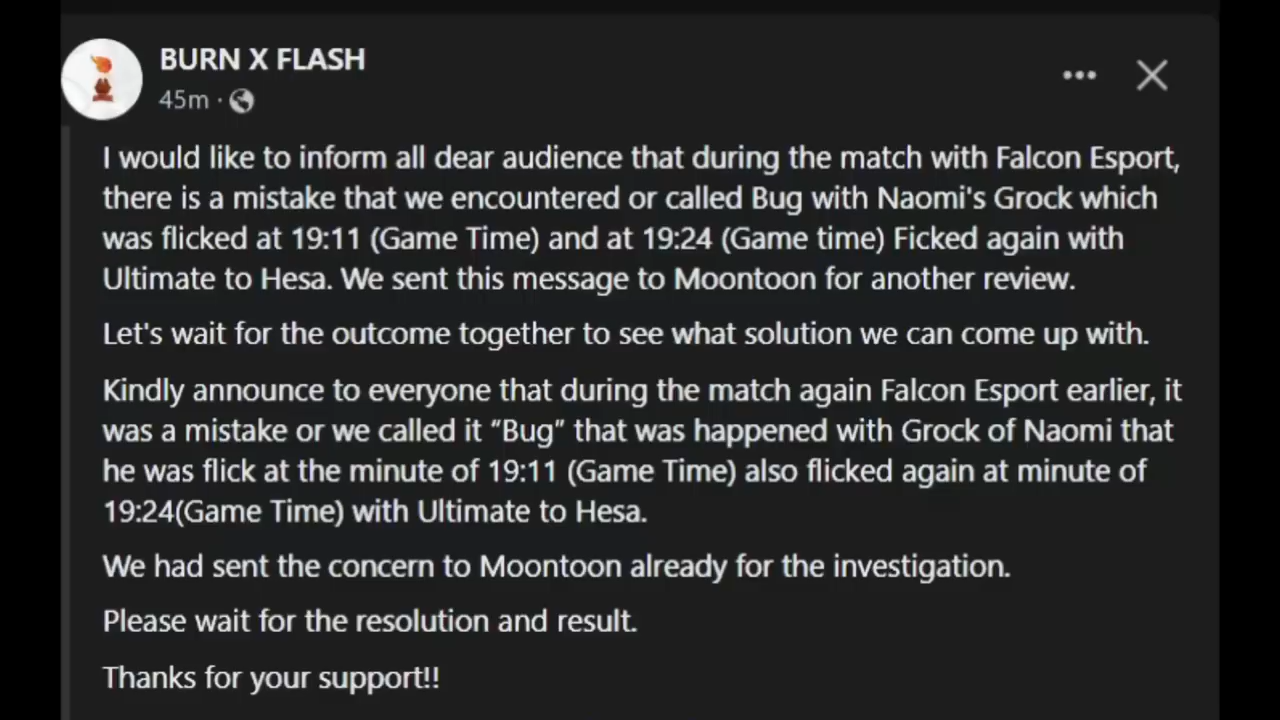 BURN X FLASH
45m ·
I would like to inform all dear audience that during the match with Falcon Esport,
there is a mistake that we encountered or called Bug with Naomi's Grock which
was flicked at 19:11 (Game Time) and at 19:24 (Game time) Ficked again with
Ultimate to Hesa. We sent this message to Moontoon for another review.
Let's wait for the outcome together to see what solution we can come up with.
Kindly announce to everyone that during the match again Falcon Esport earlier, it
was a mistake or we called it “Bug” that was happened with Grock of Naomi that
he was flick at the minute of 19:11 (Game Time) also flicked again at minute of
19:24(Game Time) with Ultimate to Hesa.
We had sent the concern to Moontoon already for the investigation.
Please wait for the resolution and result.
Thanks for your support!!